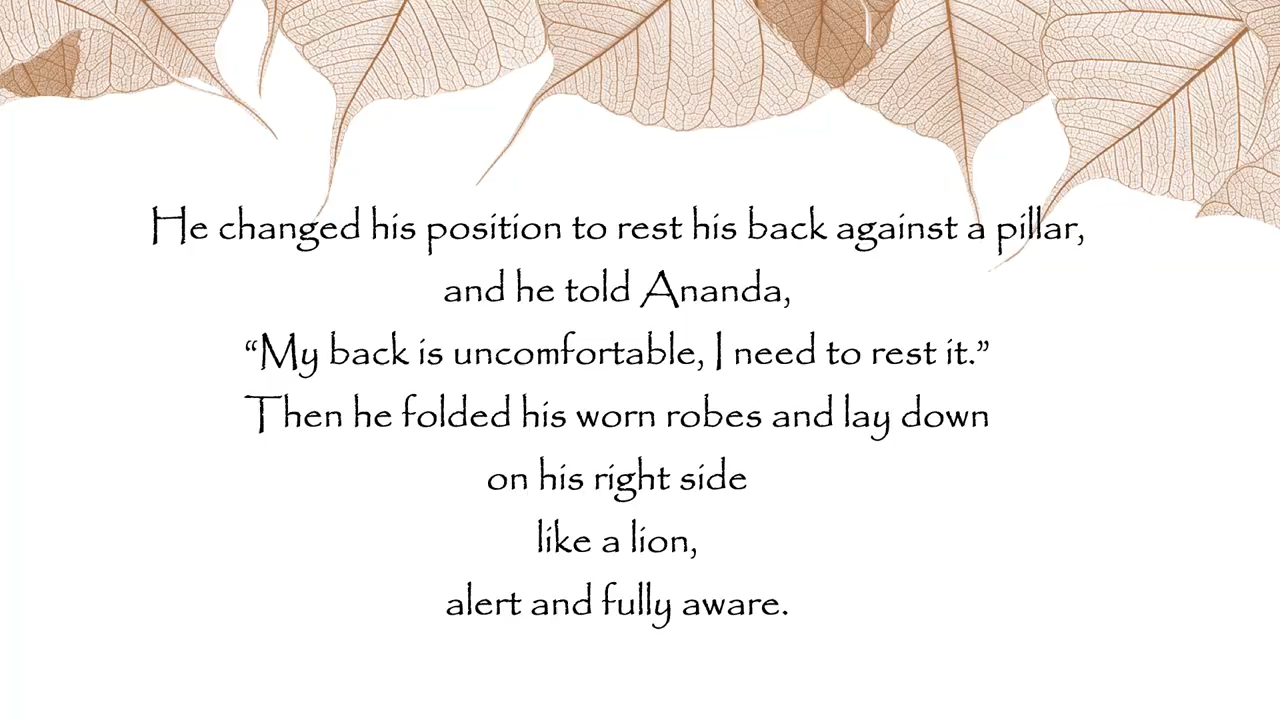 He changed his position to rest his back against a pillar,
and he told Ananda,
“My back is uncomfortable, I need to rest it.”
Then he folded his worn robes and lay down
on his right side
like a lion,
alert and fully aware.